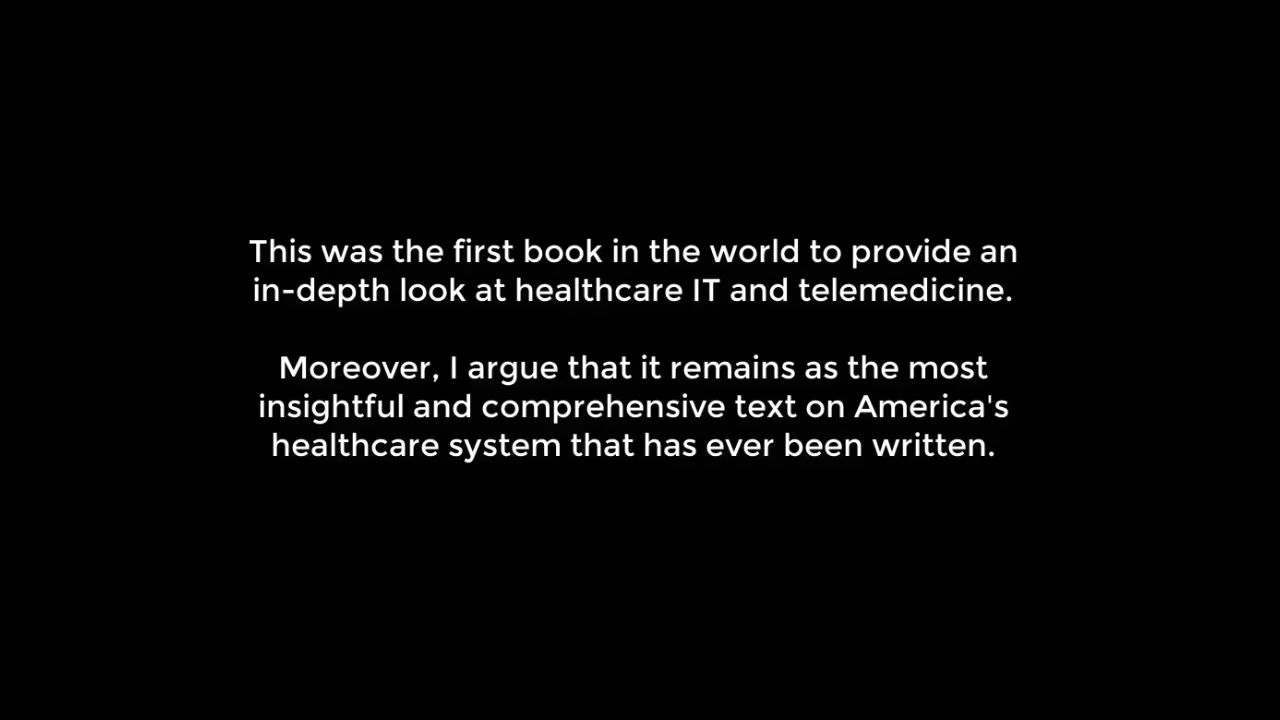 This was the first book in the world to provide an
in-depth look at healthcare IT and telemedicine.
Moreover, I argue that it remains as the most
insightful and comprehensive text on America's
healthcare system that has ever been written.